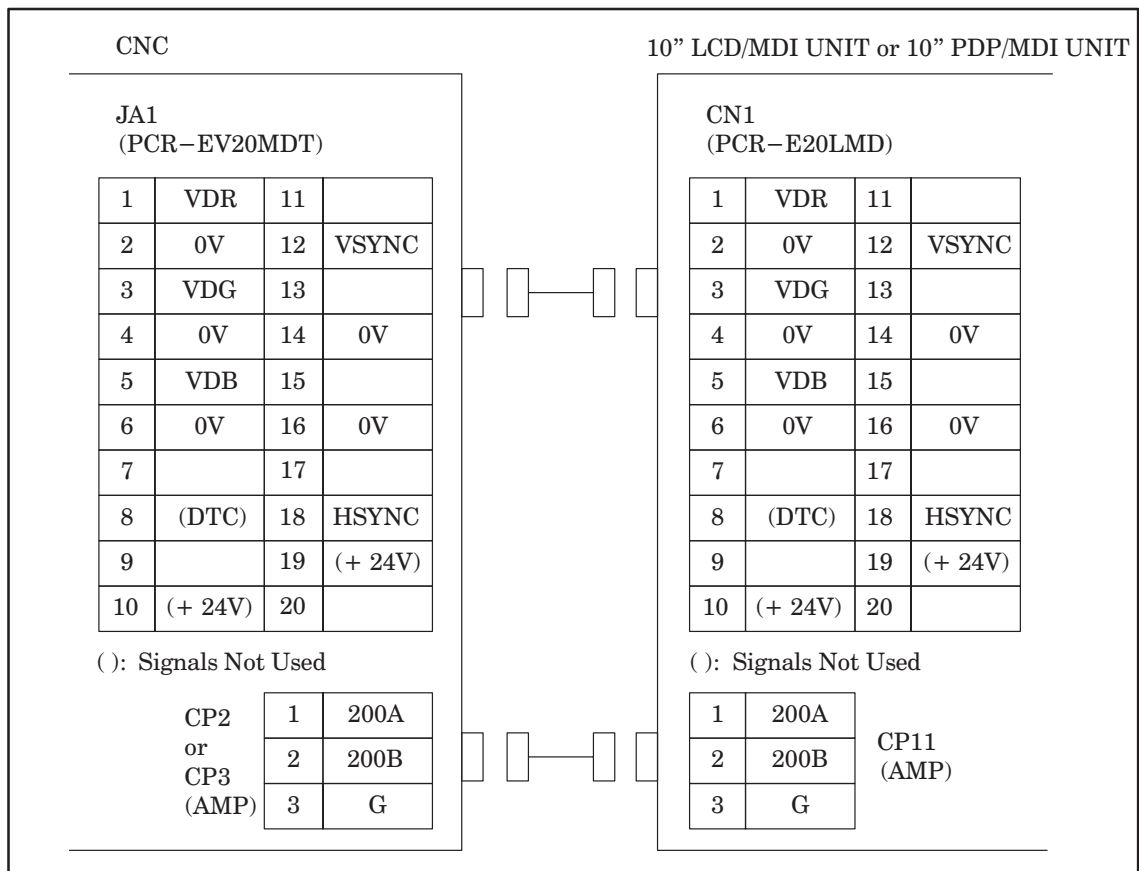 CNC
10” LCD/MDI UNIT or 10” PDP/MDI UNIT
JA1
(PCR−EV20MDT)
1 VDR 11
2 0V 12 VSYNC
3 VDG 13
4 0V 14 0V
5 VDB 15
6 0V 16 0V
7 17
8 (DTC) 18 HSYNC
9 19 (+ 24V)
10 (+ 24V) 20
( ): Signals Not Used
CP2
or
CP3
(AMP)
1 200A
2 200B
3 G
CN1
(PCR−E20LMD)
1 VDR 11
2 0V 12 VSYNC
3 VDG 13
4 0V 14 0V
5 VDB 15
6 0V 16 0V
7 17
8 (DTC) 18 HSYNC
9 19 (+ 24V)
10 (+ 24V) 20
( ): Signals Not Used
1 200A
2 200B
3 G
CP11
(AMP)